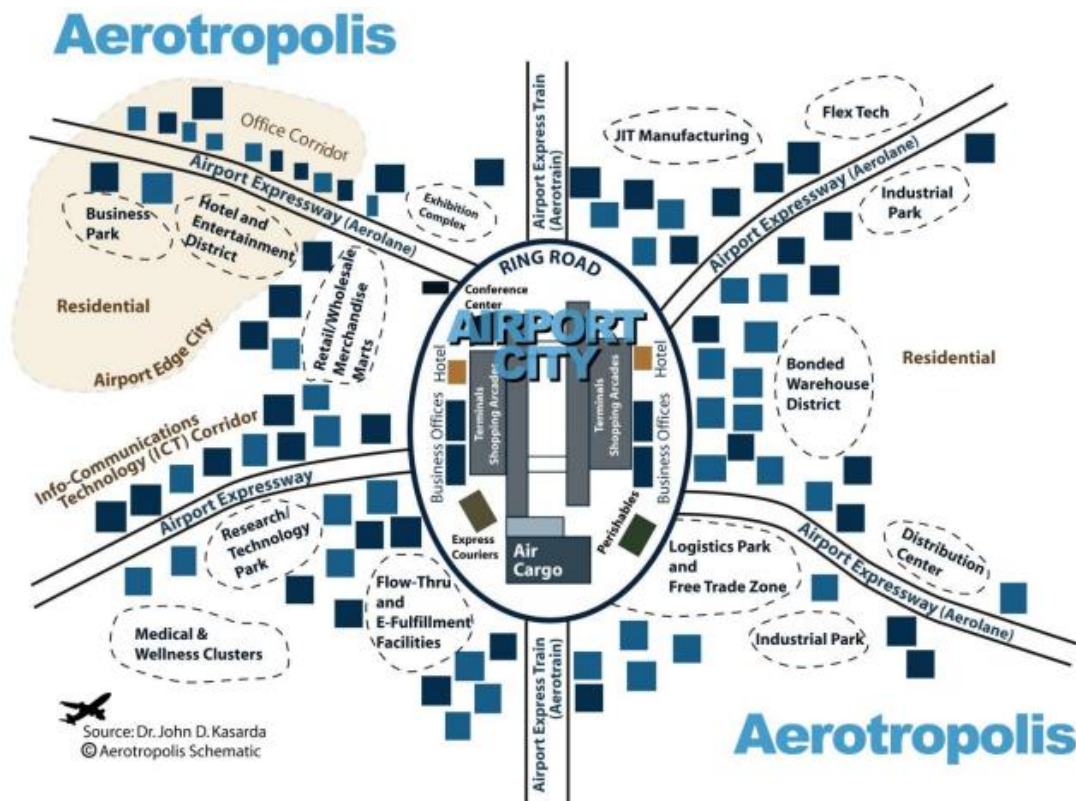 Aerotropolis
Office Corridor
Airport Expressway (Aerolane)
Business
Park
Hotel and
Entertainment
District
Residential
Airport Edge City
Exhibition
Complex
Retail/Wholesale
Merchandise
Marts
Airport Express Train
(Aerotrain)
JIT Manufacturing
Flex Tech
Airport Expressway (Aerolane)
Industrial
Park
RING ROAD
Conference
Center
AIRPORT
CITY
Hotel
Hotel
Terminals
Shopping Arcades
Terminals
Shopping Arcades
Business Offices
Business Offices
Express
Couriers
Perishables
Air
Cargo
Bonded
Warehouse
District
Residential
Info-Communications
Technology (ICT) Corridor
Airport Expressway
Research/
Technology
Park
Medical &
Wellness Clusters
Flow-Thru
and
E-Fulfillment
Facilities
Logistics Park
and
Free Trade Zone
Distribution
Center
Airport Expressway (Aerolane)
Industrial Park
Airport Express Train
(Aerotrain)
Source: Dr. John D. Kasarda
© Aerotropolis Schematic
Aerotropolis